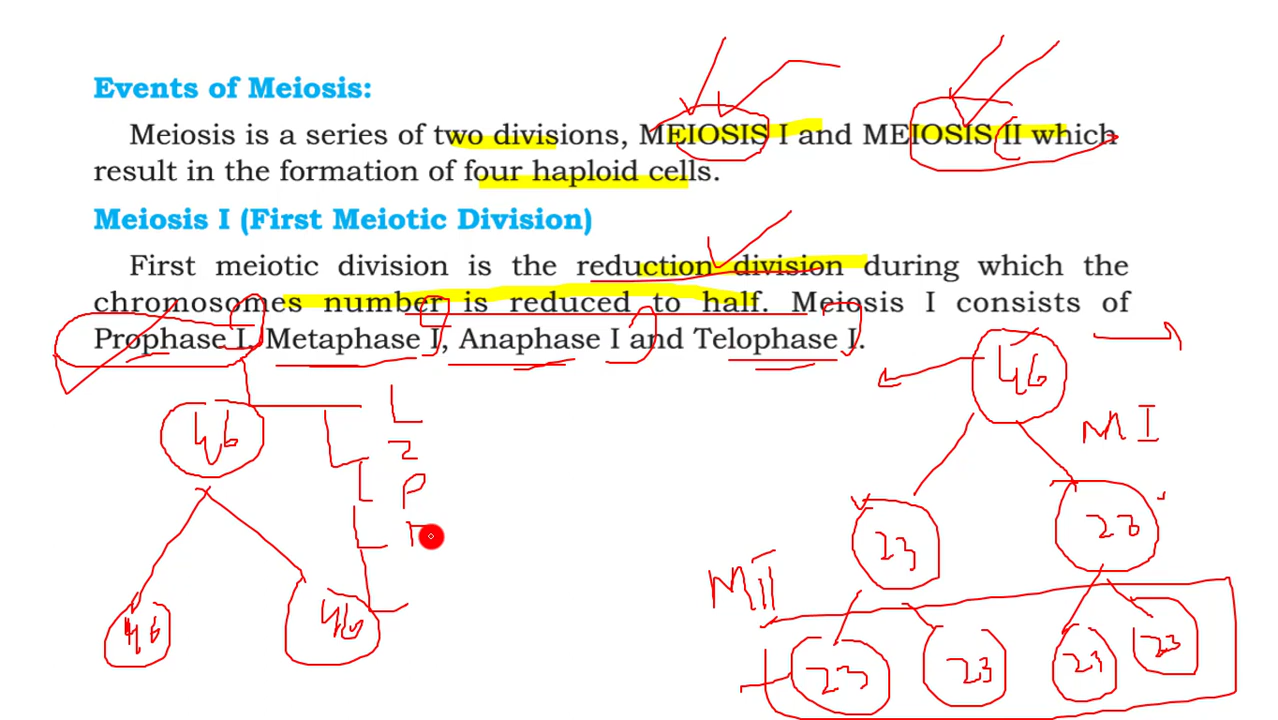 Events of Meiosis:
Meiosis is a series of two divisions, MEIOSIS I and MEIOSIS II which
result in the formation of four haploid cells.
Meiosis I (First Meiotic Division)
First meiotic division is the reduction division during which the
chromosomes number is reduced to half. Meiosis I consists of
Prophase I, Metaphase I, Anaphase I and Telophase I.
46
46
46
L
Z
P
46
M I
23
23
M II
23
23
23
23